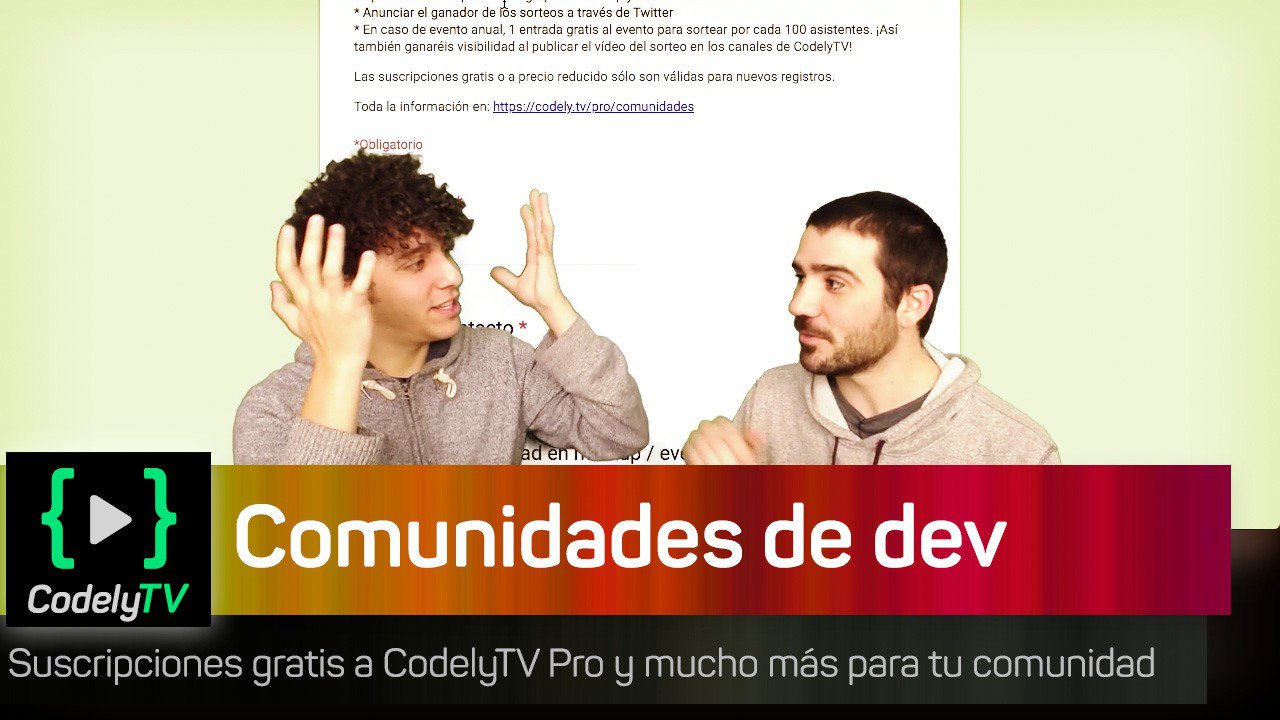 * Anunciar el ganador de los sorteos a través de Twitter
* En caso de evento anual, 1 entrada gratis al evento para sortear por cada 100 asistentes. ¡Así
también ganaréis visibilidad al publicar el vídeo del sorteo en los canales de CodelyTV!
Las suscripciones gratis o a precio reducido sólo son válidas para nuevos registros.
Toda la información en: https://codely.tv/pro/comunidades
*Obligatorio
*
*
/
Comunidades de dev
{ }
CodelyTV
Suscripciones gratis a CodelyTV Pro y mucho más para tu comunidad